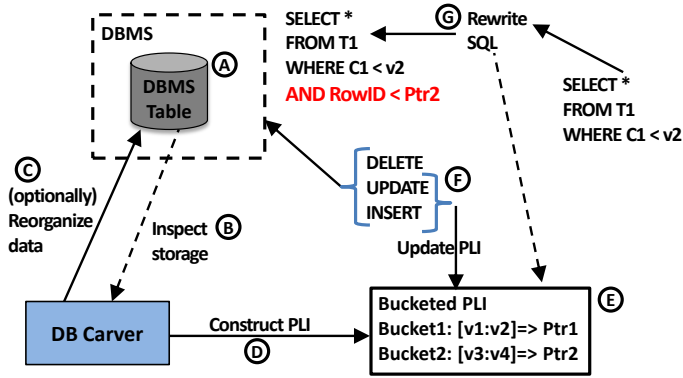 DBMS
A
DBMS
Table
SELECT *
FROM T1
WHERE C1 < v2
AND RowID < Ptr2
G
Rewrite
SQL
SELECT *
FROM T1
WHERE C1 < v2
C
(optionally)
Reorganize
data
Inspect
storage
B
DELETE
UPDATE
INSERT
F
Update PLI
DB Carver
Construct PLI
D
E
Bucketed PLI
Bucket1: [v1:v2]=> Ptr1
Bucket2: [v3:v4]=> Ptr2